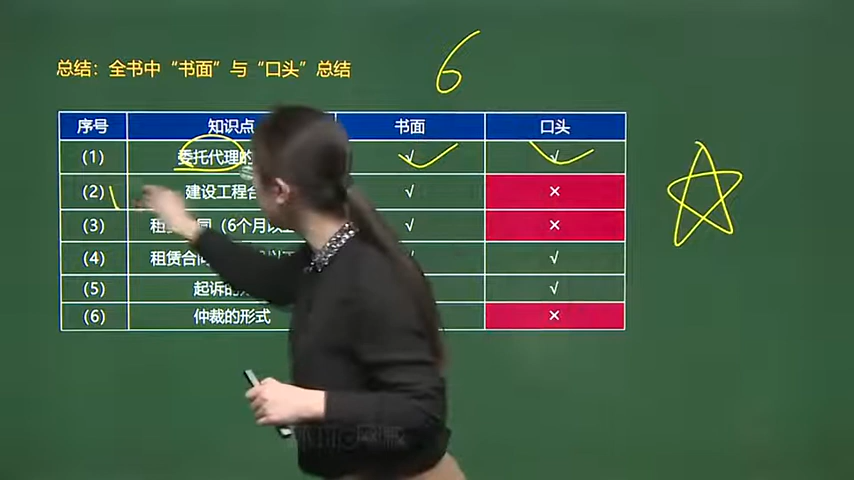 6
总结：全书中“书面”与“口头”总结
序号 知识点 书面 口头
（1） 委托代理的 √ √
（2） 建设工程合 √ ×
（3） 租 同（6个月以 √ ×
（4） 租赁合同 以下 √
（5） 起诉的 √
（6） 仲裁的形式 ×